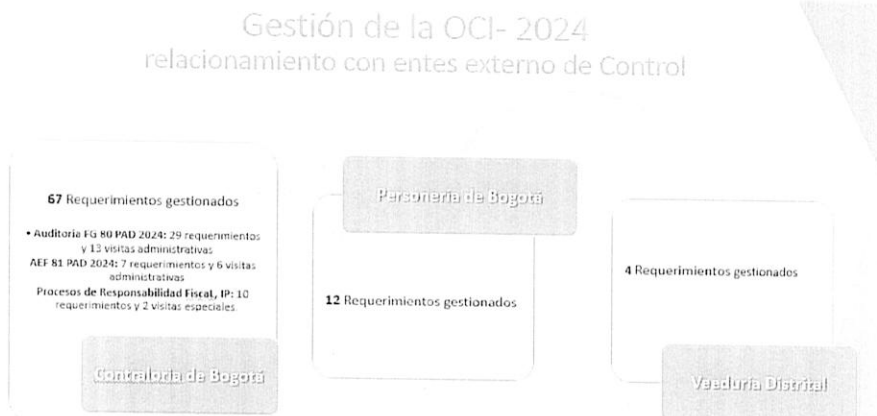 Gestión de la OCI- 2024
relacionamiento con entes externo de Control
67 Requerimientos gestionados
• Auditoria FG 80 PAD 2024: 29 requerimientos
y 13 visitas administrativas
AEF 81 PAD 2024: 7 requerimientos y 6 visitas
administrativas
Procesos de Responsabilidad Fiscal, IP: 10
requerimientos y 2 visitas especiales.
Contraloría de Bogotá
Personería de Bogotá
12 Requerimientos gestionados
4 Requerimientos gestionados
Veeduría Distrital